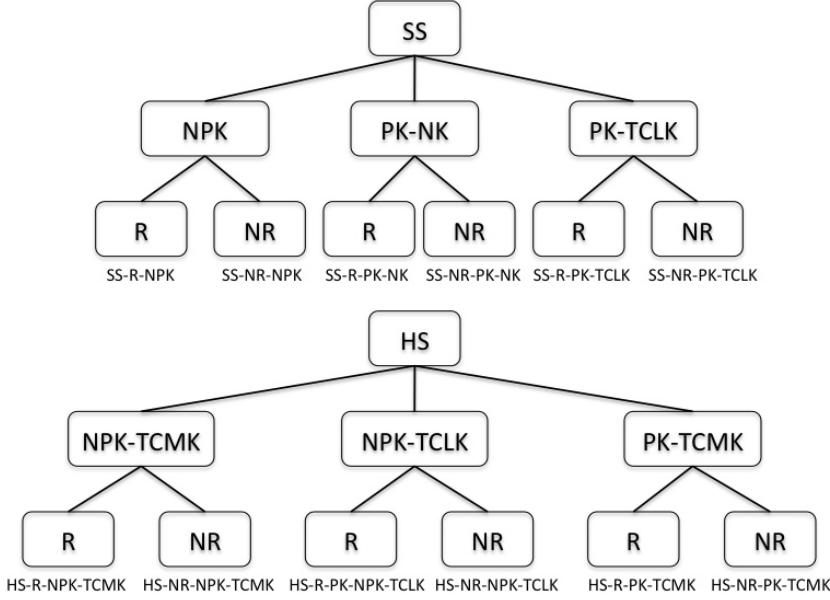 SS
NPK PK-NK PK-TCLK
R NR R NR R NR
SS-R-NPK SS-NR-NPK SS-R-PK-NK SS-NR-PK-NK SS-R-PK-TCLK SS-NR-PK-TCLK
HS
NPK-TCMK NPK-TCLK PK-TCMK
R NR R NR R NR
HS-R-NPK-TCMK HS-NR-NPK-TCMK HS-R-PK-NPK-TCLK HS-NR-NPK-TCLK HS-R-PK-TCMK HS-NR-PK-TCMK